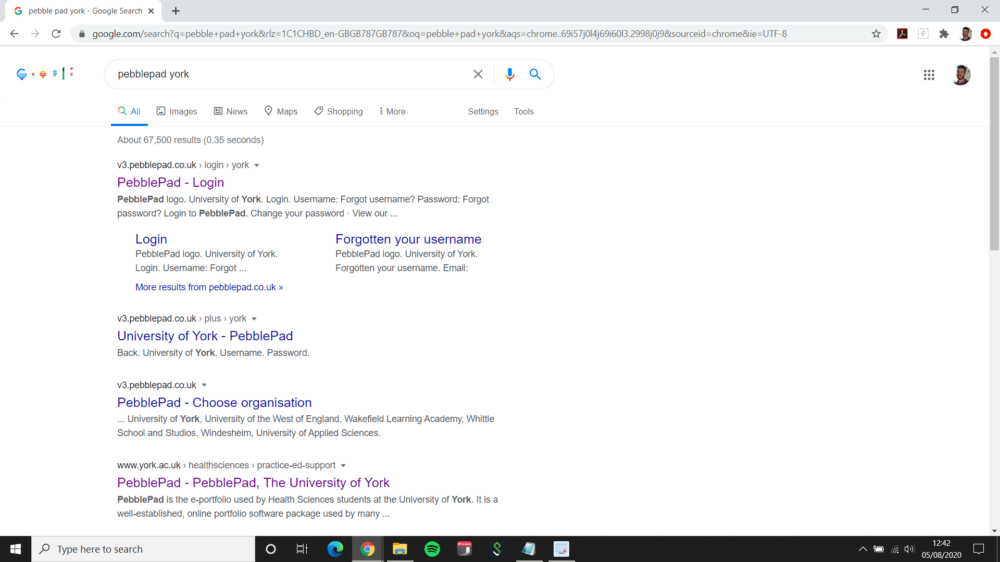 pebble pad york - Google Search
google.com/search?q=pebble+pad+york&rlz=1C1CHBD_en-GBGB787GB787&oq=pebble+pad+york&aqs=chrome..69i57j0l4j69i60l3.2998j0j9&sourceid=chrome&ie=UTF-8
pebblepad york
All Images News Maps Shopping More Settings Tools
About 67,500 results (0.35 seconds)
v3.pebblepad.co.uk › login › york
PebblePad - Login
PebblePad logo. University of York. Login. Username: Forgot username? Password: Forgot
password? Login to PebblePad. Change your password · View our ...
Login
PebblePad logo. University of York.
Login. Username: Forgot ...
Forgotten your username
PebblePad logo. University of York.
Forgotten your username. Email:
More results from pebblepad.co.uk »
v3.pebblepad.co.uk › plus › york
University of York - PebblePad
Back. University of York. Username. Password.
v3.pebblepad.co.uk
PebblePad - Choose organisation
... University of York, University of the West of England, Wakefield Learning Academy, Whittle
School and Studios, Windesheim, University of Applied Sciences.
www.york.ac.uk › healthsciences › practice-ed-support
PebblePad - PebblePad, The University of York
PebblePad is the e-portfolio used by Health Sciences students at the University of York. It is a
well-established, online portfolio software package used by many ...
Type here to search
12:42
05/08/2020